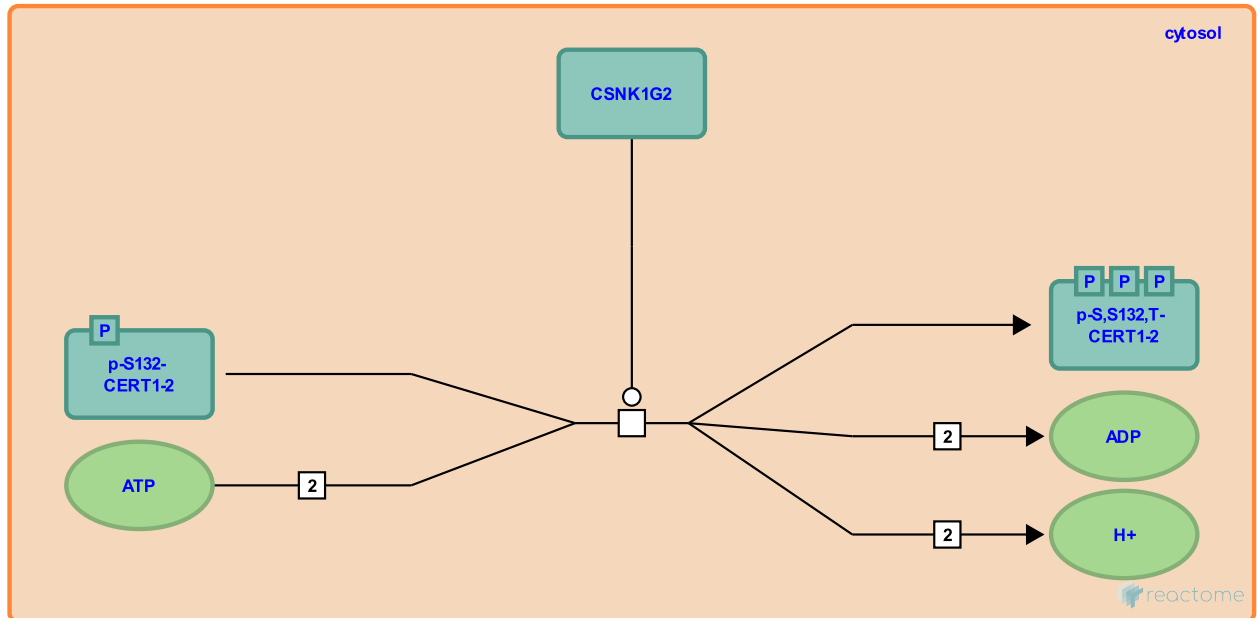 cytosol
CSNK1G2
P P P
p-S,S132,T-
CERT1-2
P
p-S132-
CERT1-2
ATP
2
2
ADP
2
H+
reactome